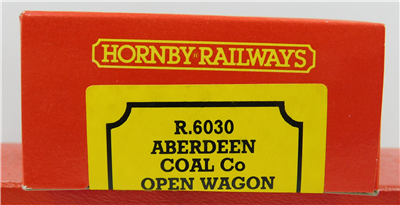 HORNBY RAILWAYS
R.6030
ABERDEEN
COAL Co
OPEN WAGON